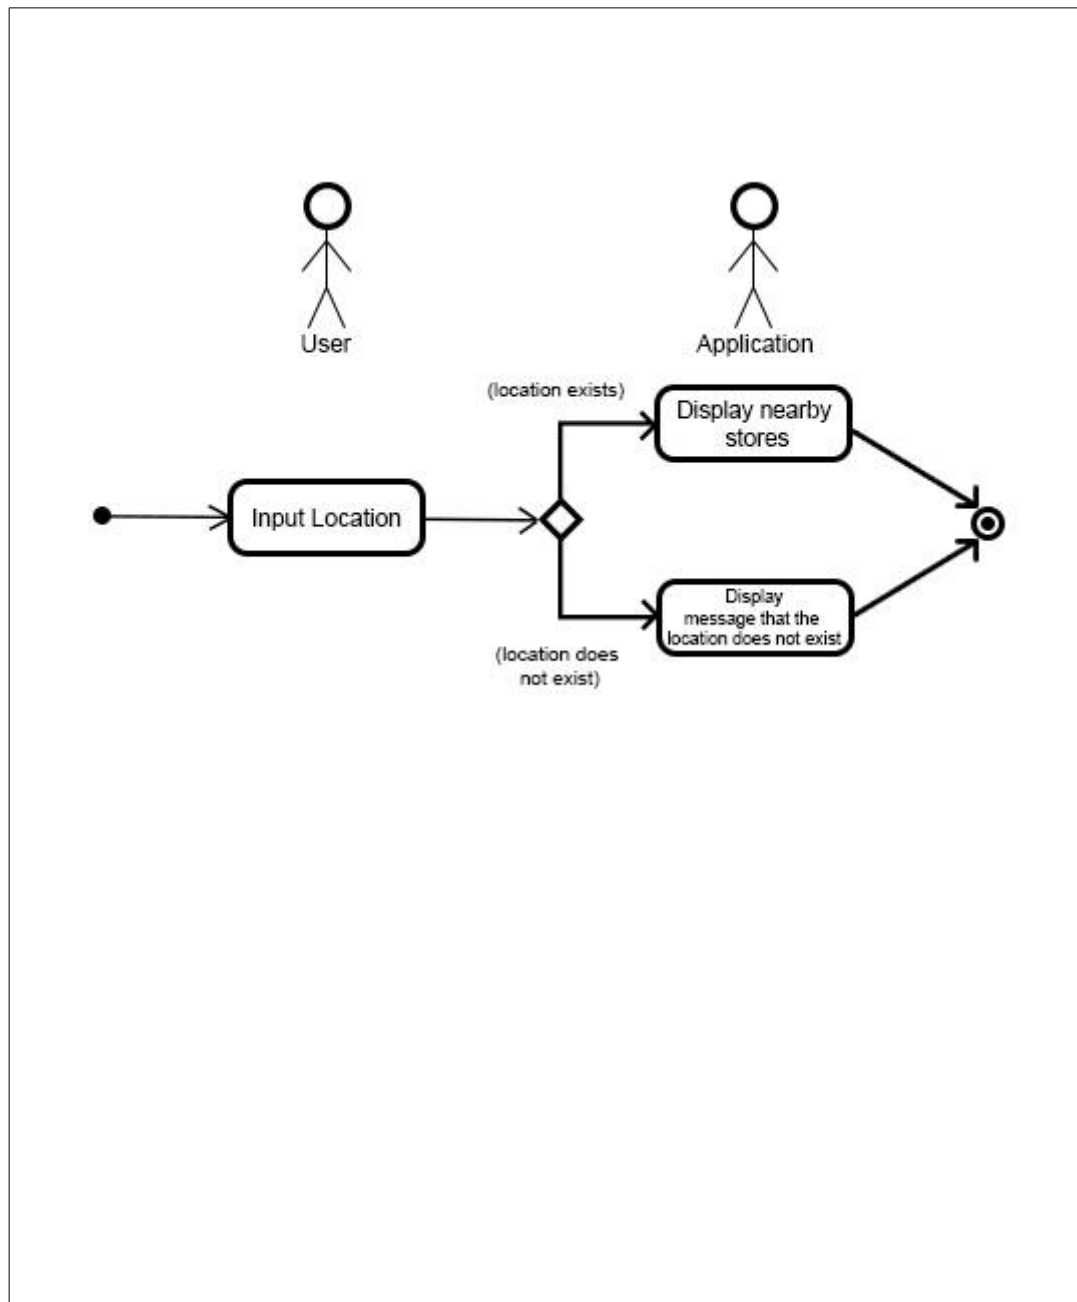 User
Application
(location exists)
Display nearby
stores
Input Location
Display
message that the
location does not exist
(location does
not exist)